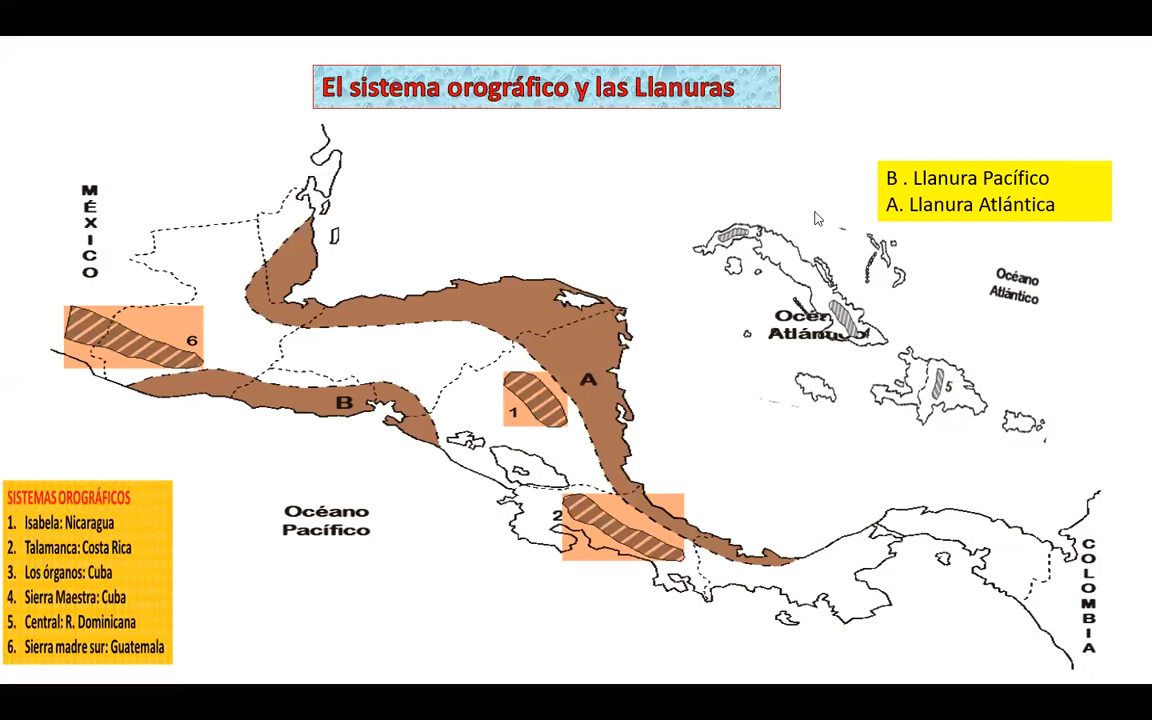 El sistema orográfico y las Llanuras
MÉXICO
B . Llanura Pacífico
A. Llanura Atlántica
3
Océano
Atlántico
4
6
5
A
B
1
SISTEMAS OROGRÁFICOS
1. Isabela: Nicaragua
2. Talamanca: Costa Rica
3. Los órganos: Cuba
4. Sierra Maestra: Cuba
5. Central: R. Dominicana
6. Sierra madre sur: Guatemala
Océano
Pacífico
2
COLOMBIA